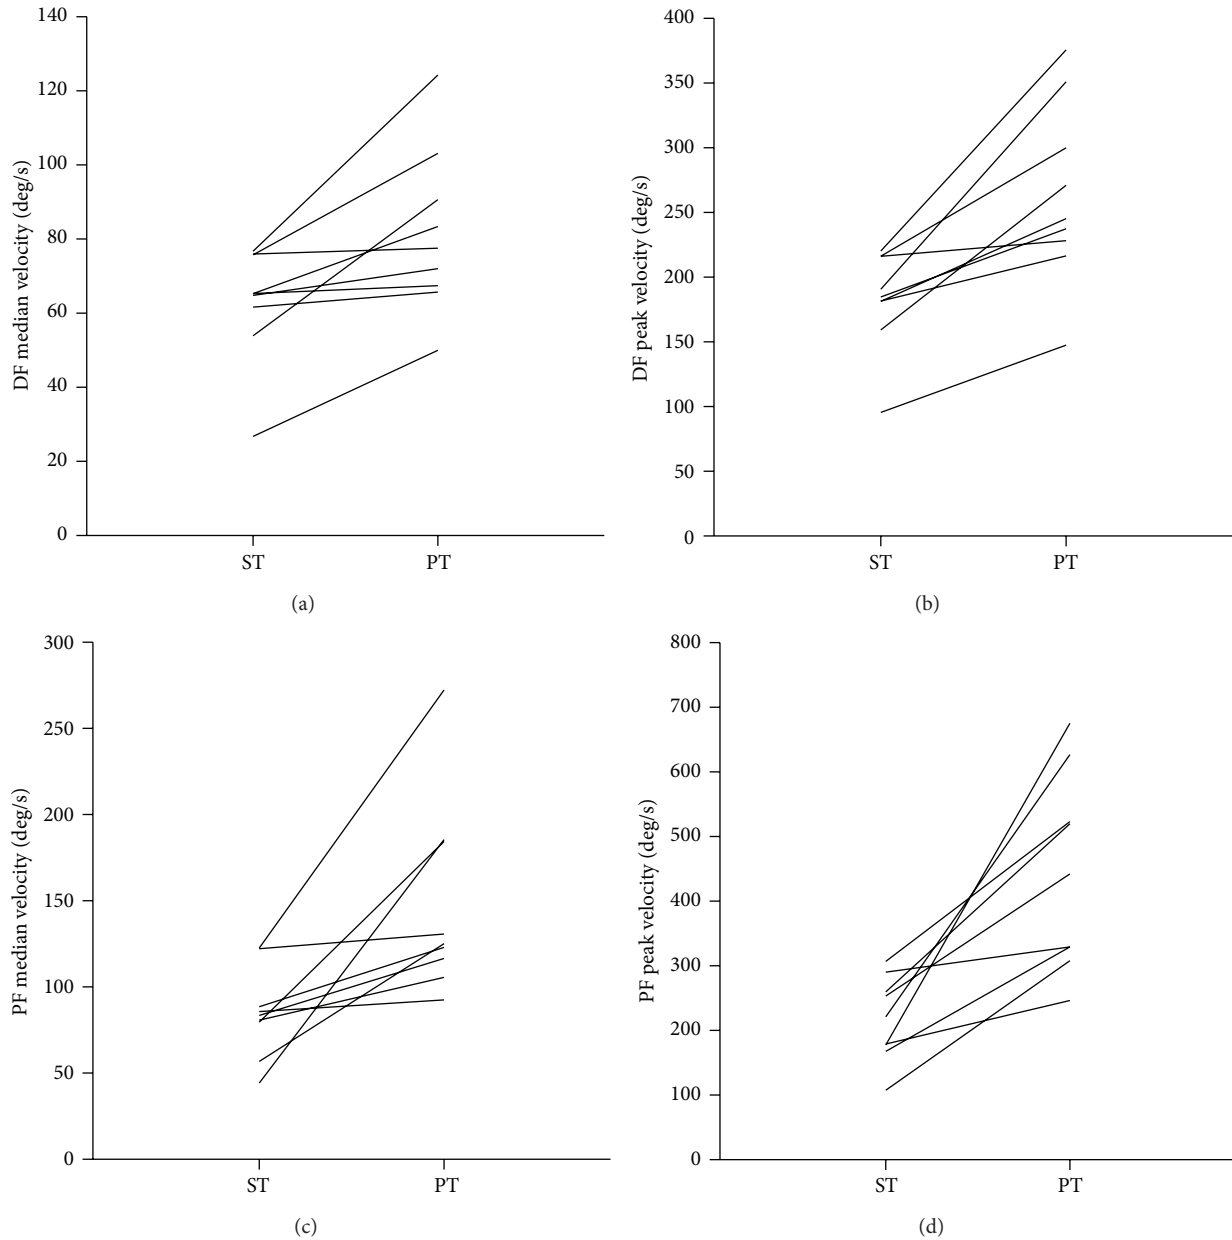 DF median velocity (deg/s)
140
120
100
80
60
40
20
0
ST
PT
(a)
DF peak velocity (deg/s)
400
350
300
250
200
150
100
50
0
ST
PT
(b)
PF median velocity (deg/s)
300
250
200
150
100
50
0
ST
PT
(c)
PF peak velocity (deg/s)
800
700
600
500
400
300
200
100
0
ST
PT
(d)